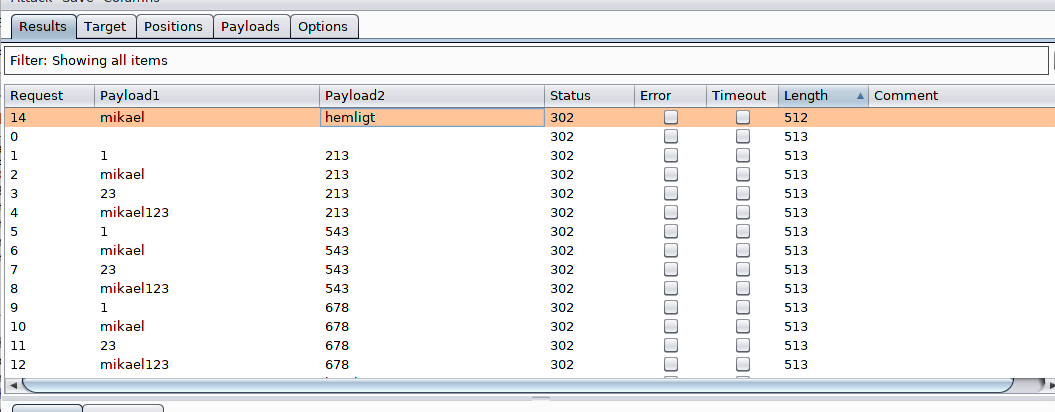 Results Target Positions Payloads Options
Filter: Showing all items
Request Payload1 Payload2 Status Error Timeout Length Comment
14 mikael hemligt 302 512
0 302 513
1 1 213 302 513
2 mikael 213 302 513
3 23 213 302 513
4 mikael123 213 302 513
5 1 543 302 513
6 mikael 543 302 513
7 23 543 302 513
8 mikael123 543 302 513
9 1 678 302 513
10 mikael 678 302 513
11 23 678 302 513
12 mikael123 678 302 513